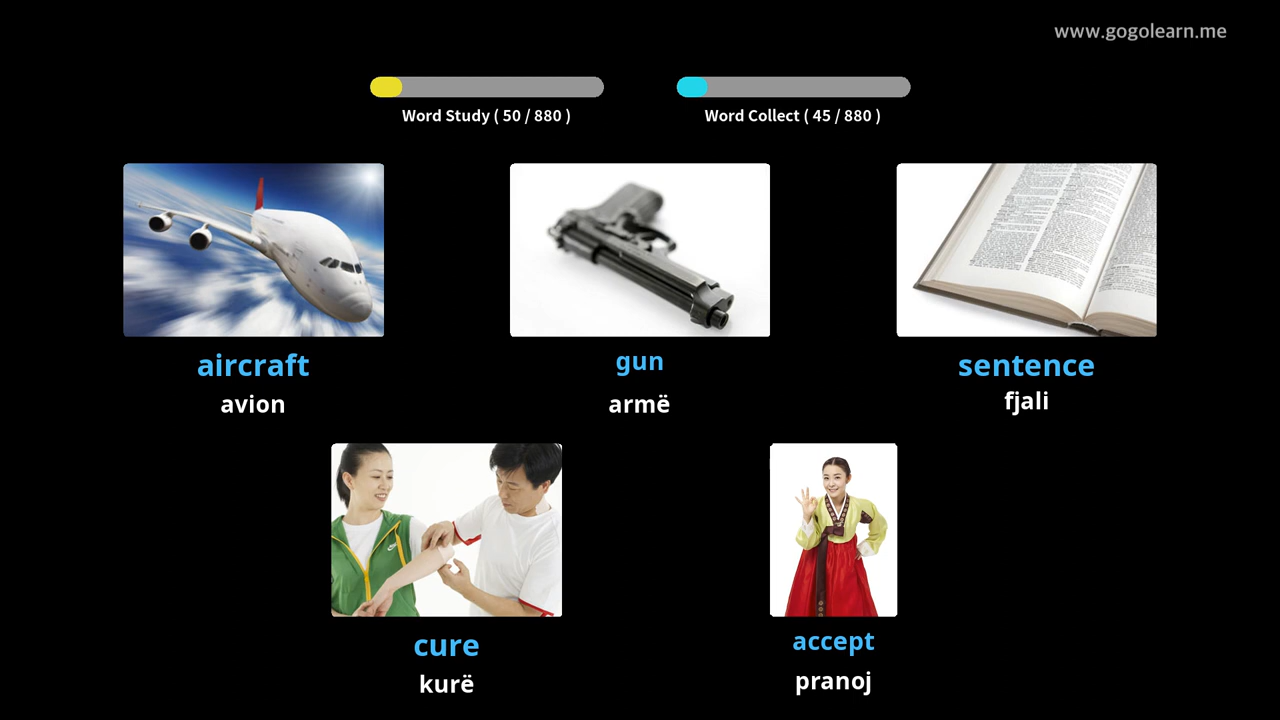 www.gogolearn.me
Word Study ( 50 / 880 )
Word Collect ( 45 / 880 )
aircraft
avion
gun
armë
sentence
fjali
cure
kurë
accept
pranoj